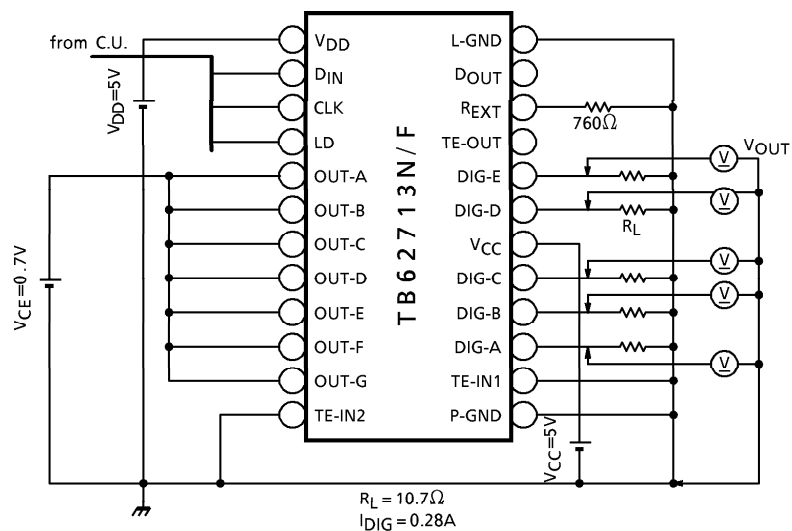 from C.U.
VDD=5V
VCE=0.7V
VDD
DIN
CLK
LD
OUT-A
OUT-B
OUT-C
OUT-D
OUT-E
OUT-F
OUT-G
TE-IN2
TB62713N/F
L-GND
DOUT
REXT
TE-OUT
DIG-E
DIG-D
VCC
DIG-C
DIG-B
DIG-A
TE-IN1
P-GND
760Ω
RL
VCC=5V
VOUT
V
V
V
V
V
RL = 10.7Ω
IDIG = 0.28A